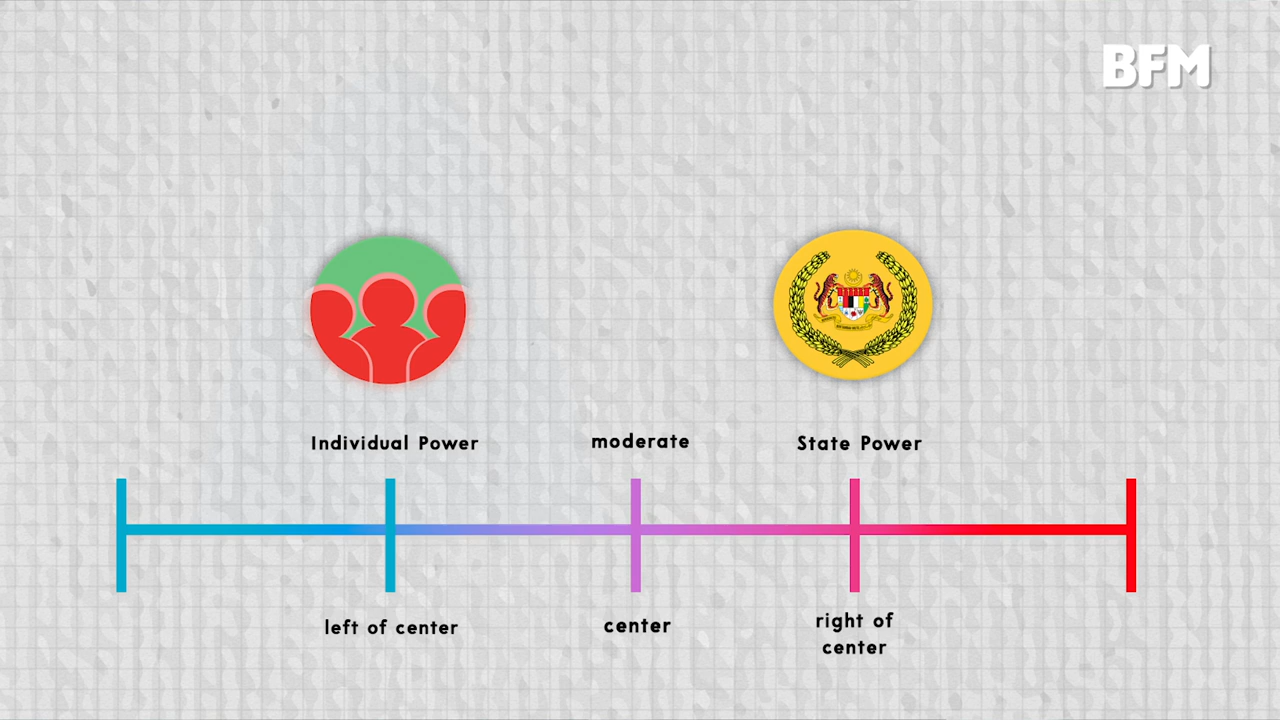 BFM
Individual Power
moderate
State Power
left of center
center
right of
center